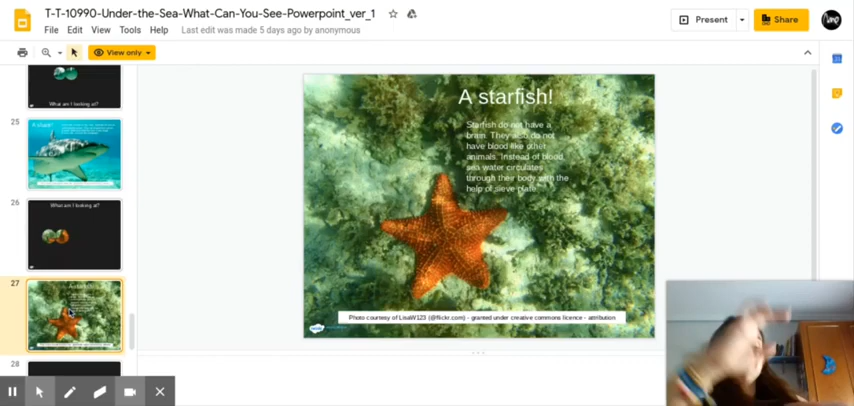 T-T-10990-Under-the-Sea-What-Can-You-See-Powerpoint_ver_1
Present
Share
File Edit View Tools Help Last edit was made 5 days ago by anonymous
View only
What am I looking at?
25
A shark!
26
What am I looking at?
27
A starfish!
28
A starfish!
Starfish do not have a
brain. They also do not
have blood like other
animals. Instead of blood,
sea water circulates
through their body with the
help of sieve plate.
Photo courtesy of LisaW123 (@flickr.com) - granted under creative commons licence - attribution